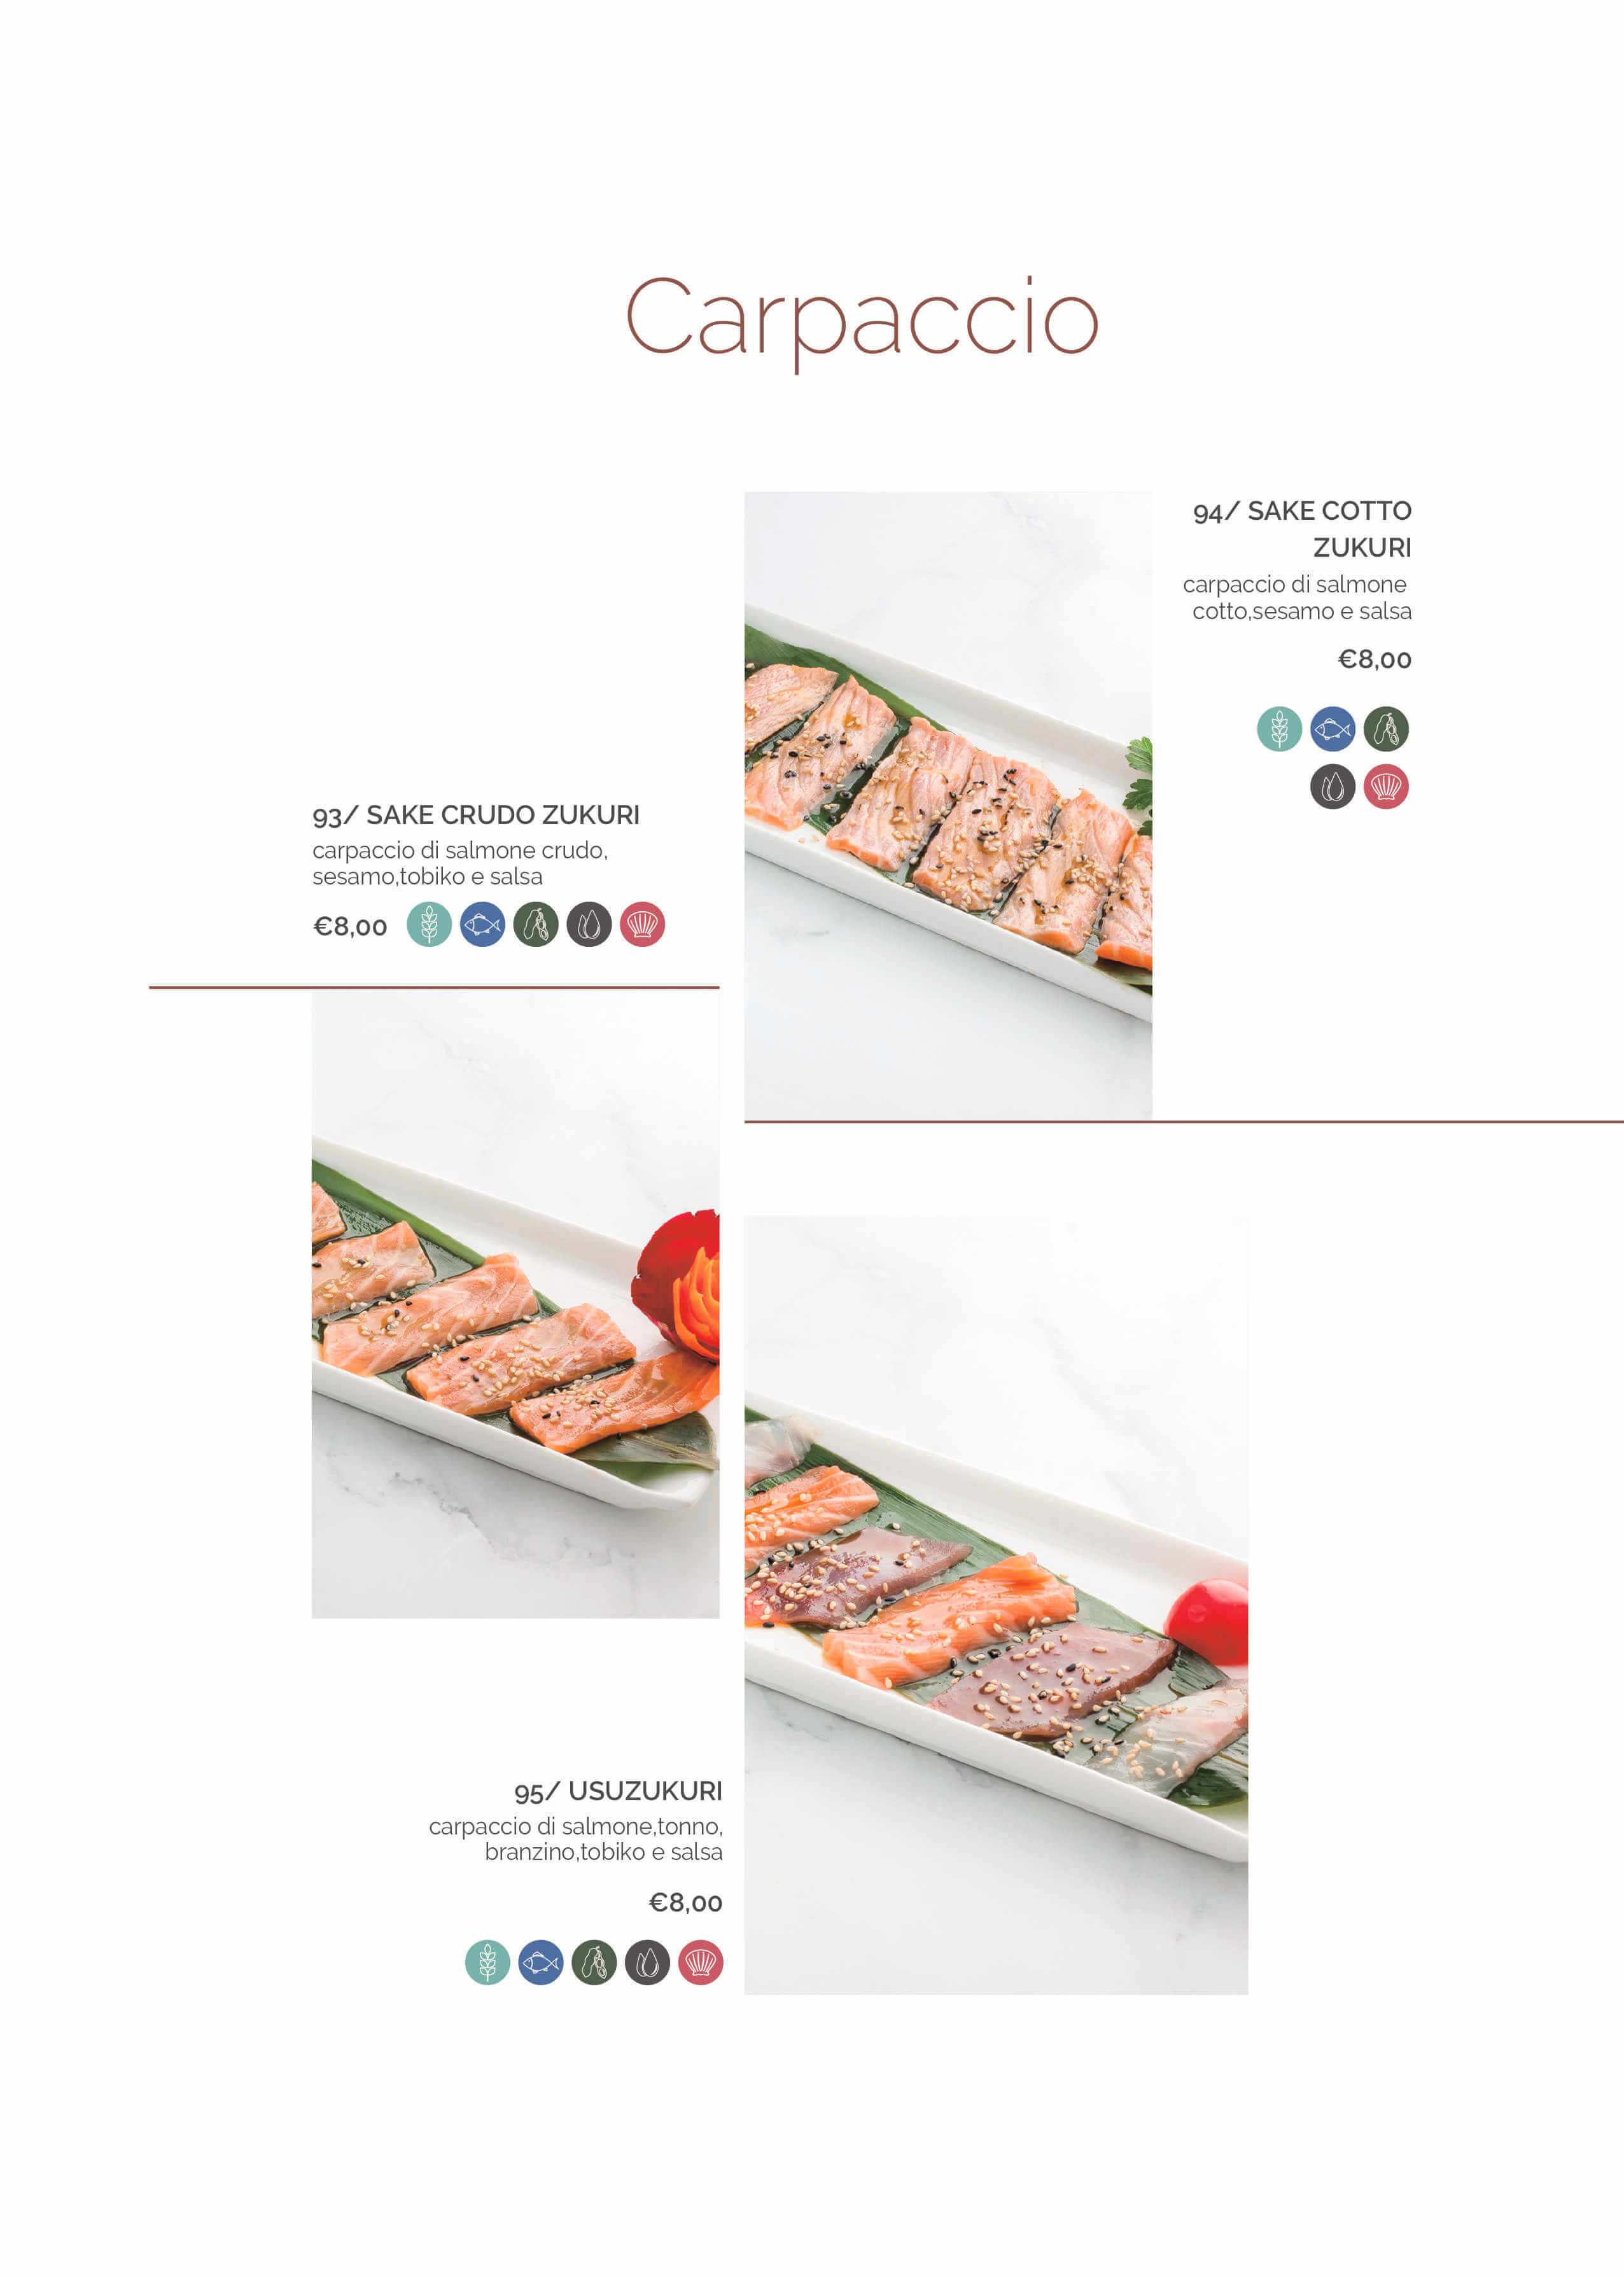 Carpaccio
94/ SAKE COTTO
ZUKURI
carpaccio di salmone
cotto,sesamo e salsa
€8,00
93/ SAKE CRUDO ZUKURI
carpaccio di salmone crudo,
sesamo,tobiko e salsa
€8,00
95/ USUZUKURI
carpaccio di salmone,tonno,
branzino,tobiko e salsa
€8,00